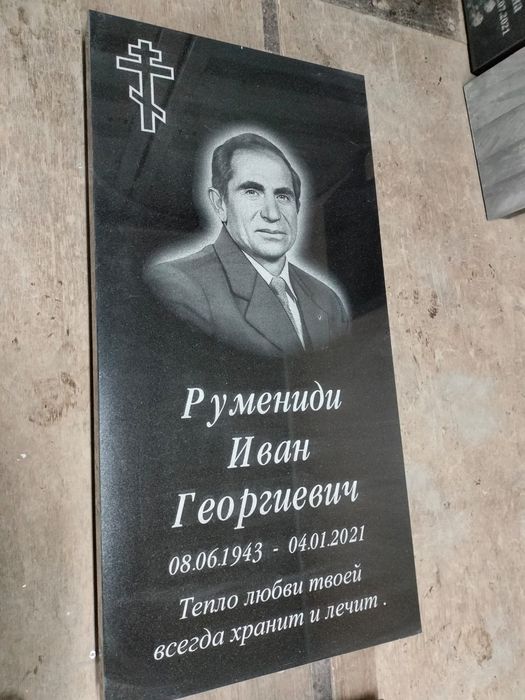 Румениди
Иван
Георгиевич
08.06.1943 - 04.01.2021
Тепло любви твоей
всегда хранит и лечит .